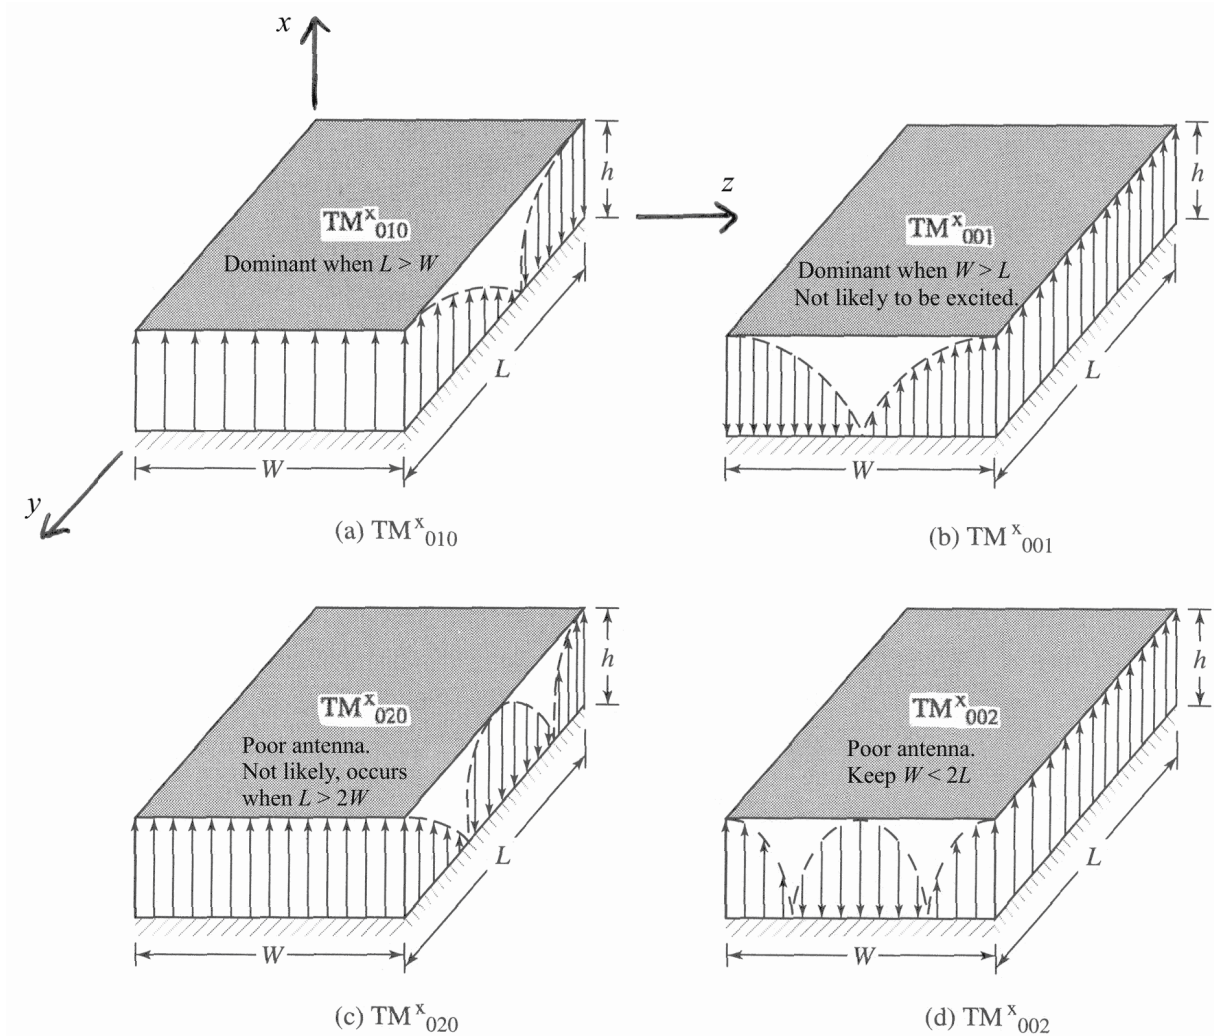 x
h
z
h
TMˣ₀₁₀
Dominant when L > W
TMˣ₀₀₁
Dominant when W > L
Not likely to be excited.
L
L
W
W
y
(a) TMˣ₀₁₀
(b) TMˣ₀₀₁
h
h
TMˣ₀₂₀
Poor antenna.
Not likely, occurs
when L > 2W
TMˣ₀₀₂
Poor antenna.
Keep W < 2L
L
L
W
W
(c) TMˣ₀₂₀
(d) TMˣ₀₀₂